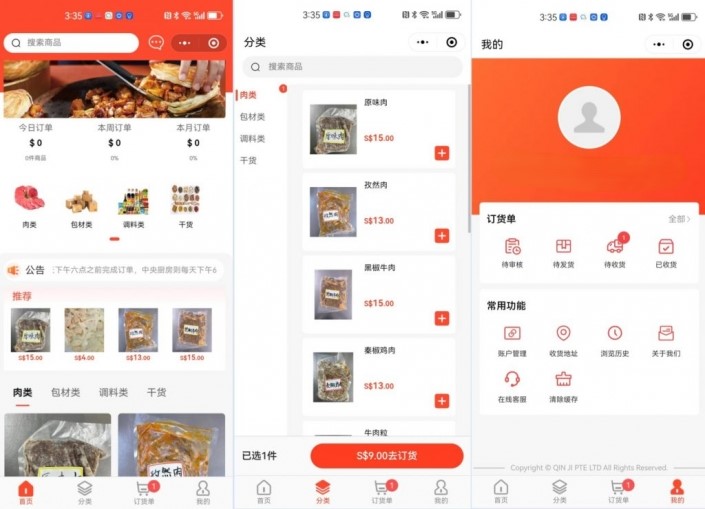 3:35
搜索商品
今日订单
本周订单
本月订单
$ 0
$ 0
$ 0
0件商品
0%
0%
肉类
包材类
调料类
干货
公告
下午六点之前完成订单，中央厨房则每天下午6
推荐
S$15.00
S$4.00
S$13.00
S$15.00
肉类
包材类
调料类
干货
孜然肉
首页
分类
订货单
1
我的
3:35
分类
搜索商品
肉类
1
包材类
调料类
干货
原味肉
S$15.00
孜然肉
S$13.00
黑椒牛肉
S$15.00
秦椒鸡肉
S$13.00
牛肉粒
已选1件
S$9.00去订货
首页
分类
订货单
1
我的
3:35
我的
订货单
全部
待审核
待发货
待收货
1
已收货
常用功能
账户管理
收货地址
浏览历史
关于我们
在线客服
清除缓存
Copyright © QIN JI PTE LTD All Rights Reserved.
首页
分类
订货单
1
我的